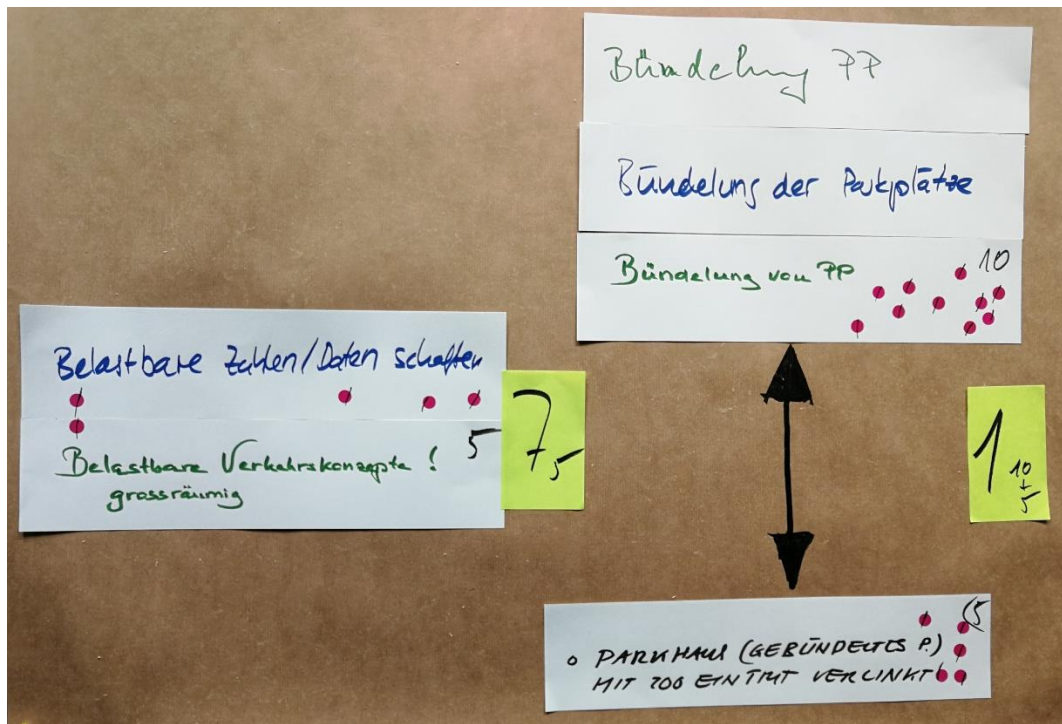 Bündelung PP
Bündelung der Parkplätze
Bündelung von PP
10
Belastbare Zahlen/Daten schaffen
5
Belastbare Verkehrskonzepte !
grossräumig
7 5
1 10
+
5
(5
o PARKHAUS (GEBÜNDELTES P.)
MIT ZOO EINTRITT VERLINKT!